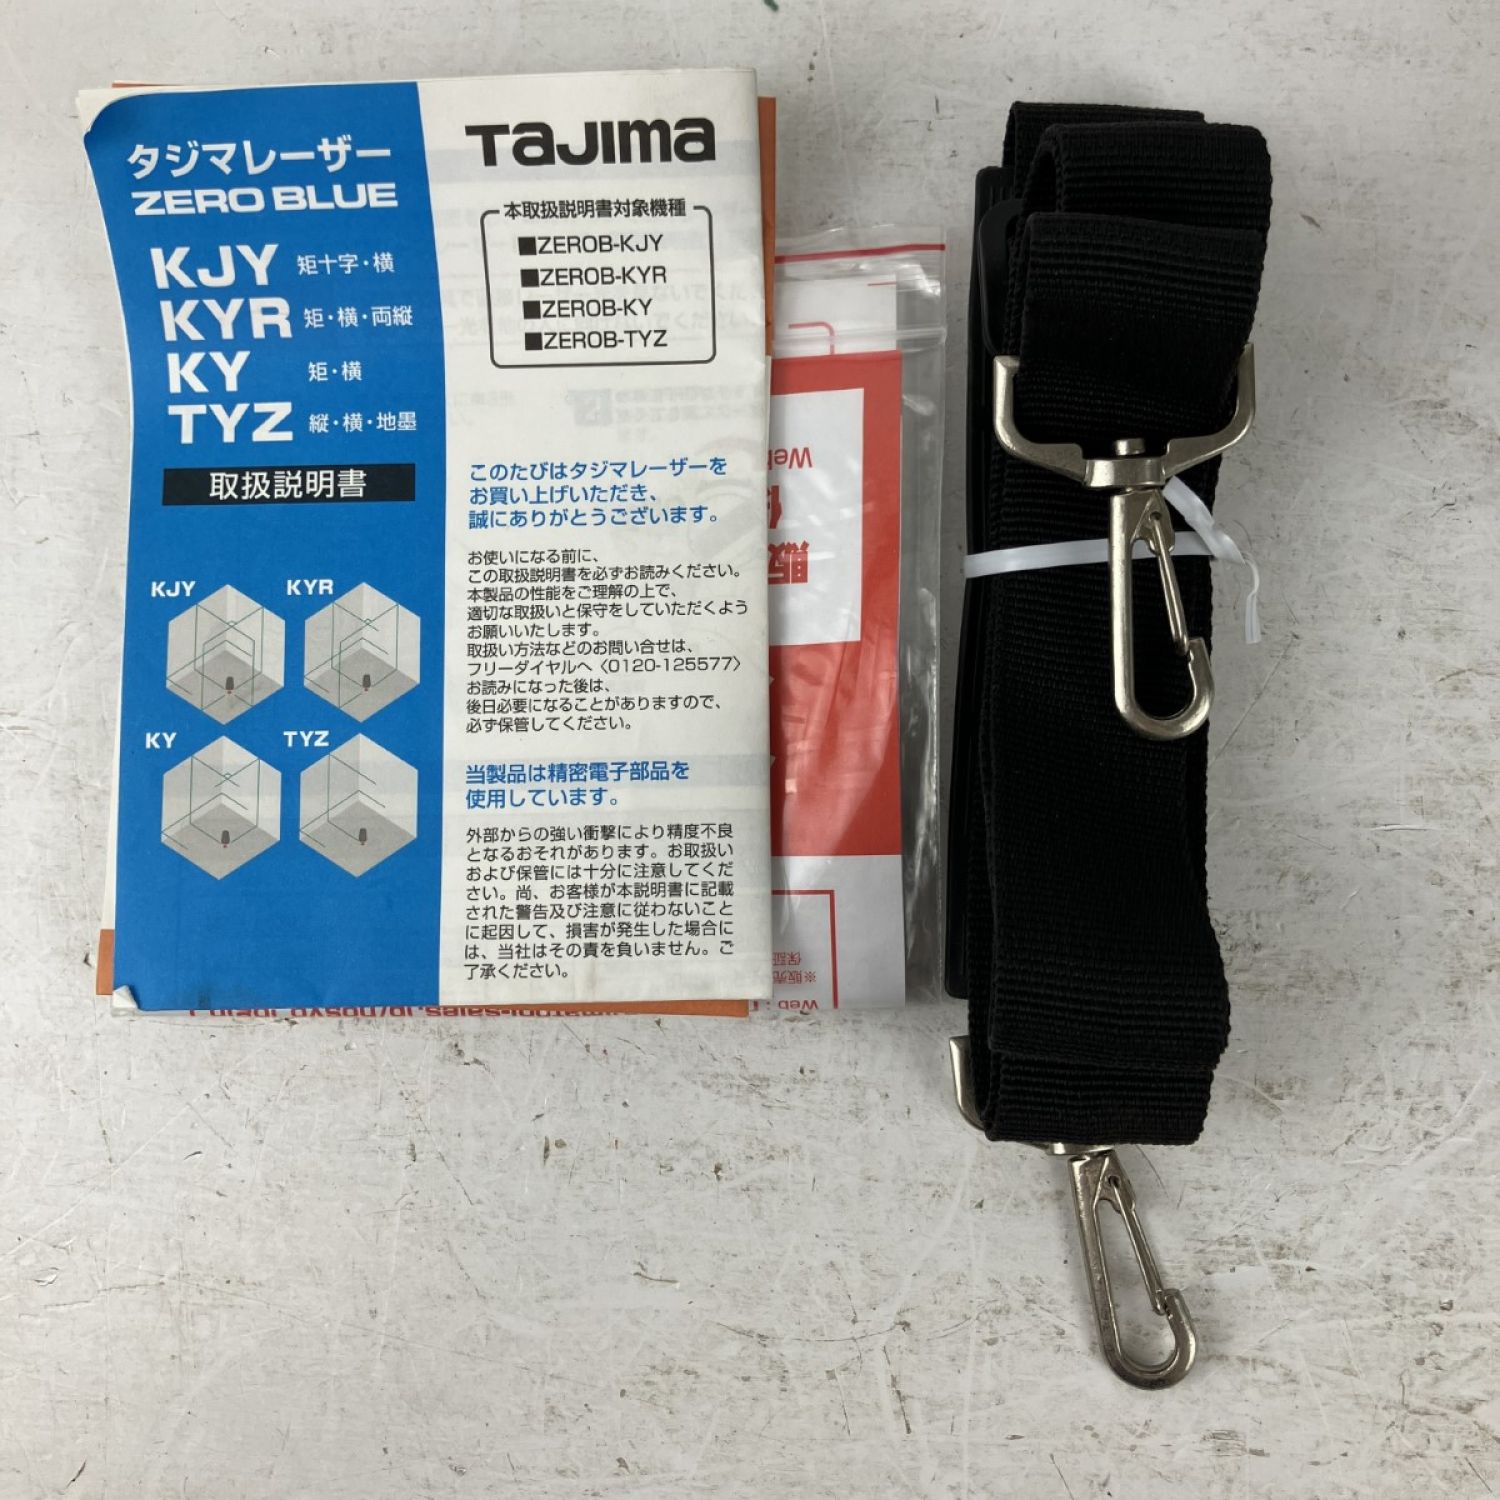 タジマレーザー
ZERO BLUE
KJY 矩十字・横
KYR 矩・横・両縦
KY 矩・横
TYZ 縦・横・地墨
取扱説明書
KJY
KYR
KY
TYZ
TaJIma
本取扱説明書対象機種
■ZEROB-KJY
■ZEROB-KYR
■ZEROB-KY
■ZEROB-TYZ
このたびはタジマレーザーを
お買い上げいただき、
誠にありがとうございます。
お使いになる前に、
この取扱説明書を必ずお読みください。
本製品の性能をご理解の上で、
適切な取扱いと保守をしていただくよう
お願いいたします。
取扱い方法などのお問い合せは、
フリーダイヤルへ〈0120-125577〉
お読みになった後は、
後日必要になることがありますので、
必ず保管してください。
当製品は精密電子部品を
使用しています。
外部からの強い衝撃により精度不良
となるおそれがあります。お取扱い
および保管には十分に注意してくだ
さい。尚、お客様が本説明書に記載
された警告及び注意に従わないこと
に起因して、損害が発生した場合に
は、当社はその責を負いません。ご
了承ください。
Web
販
保証
※販売
Web: